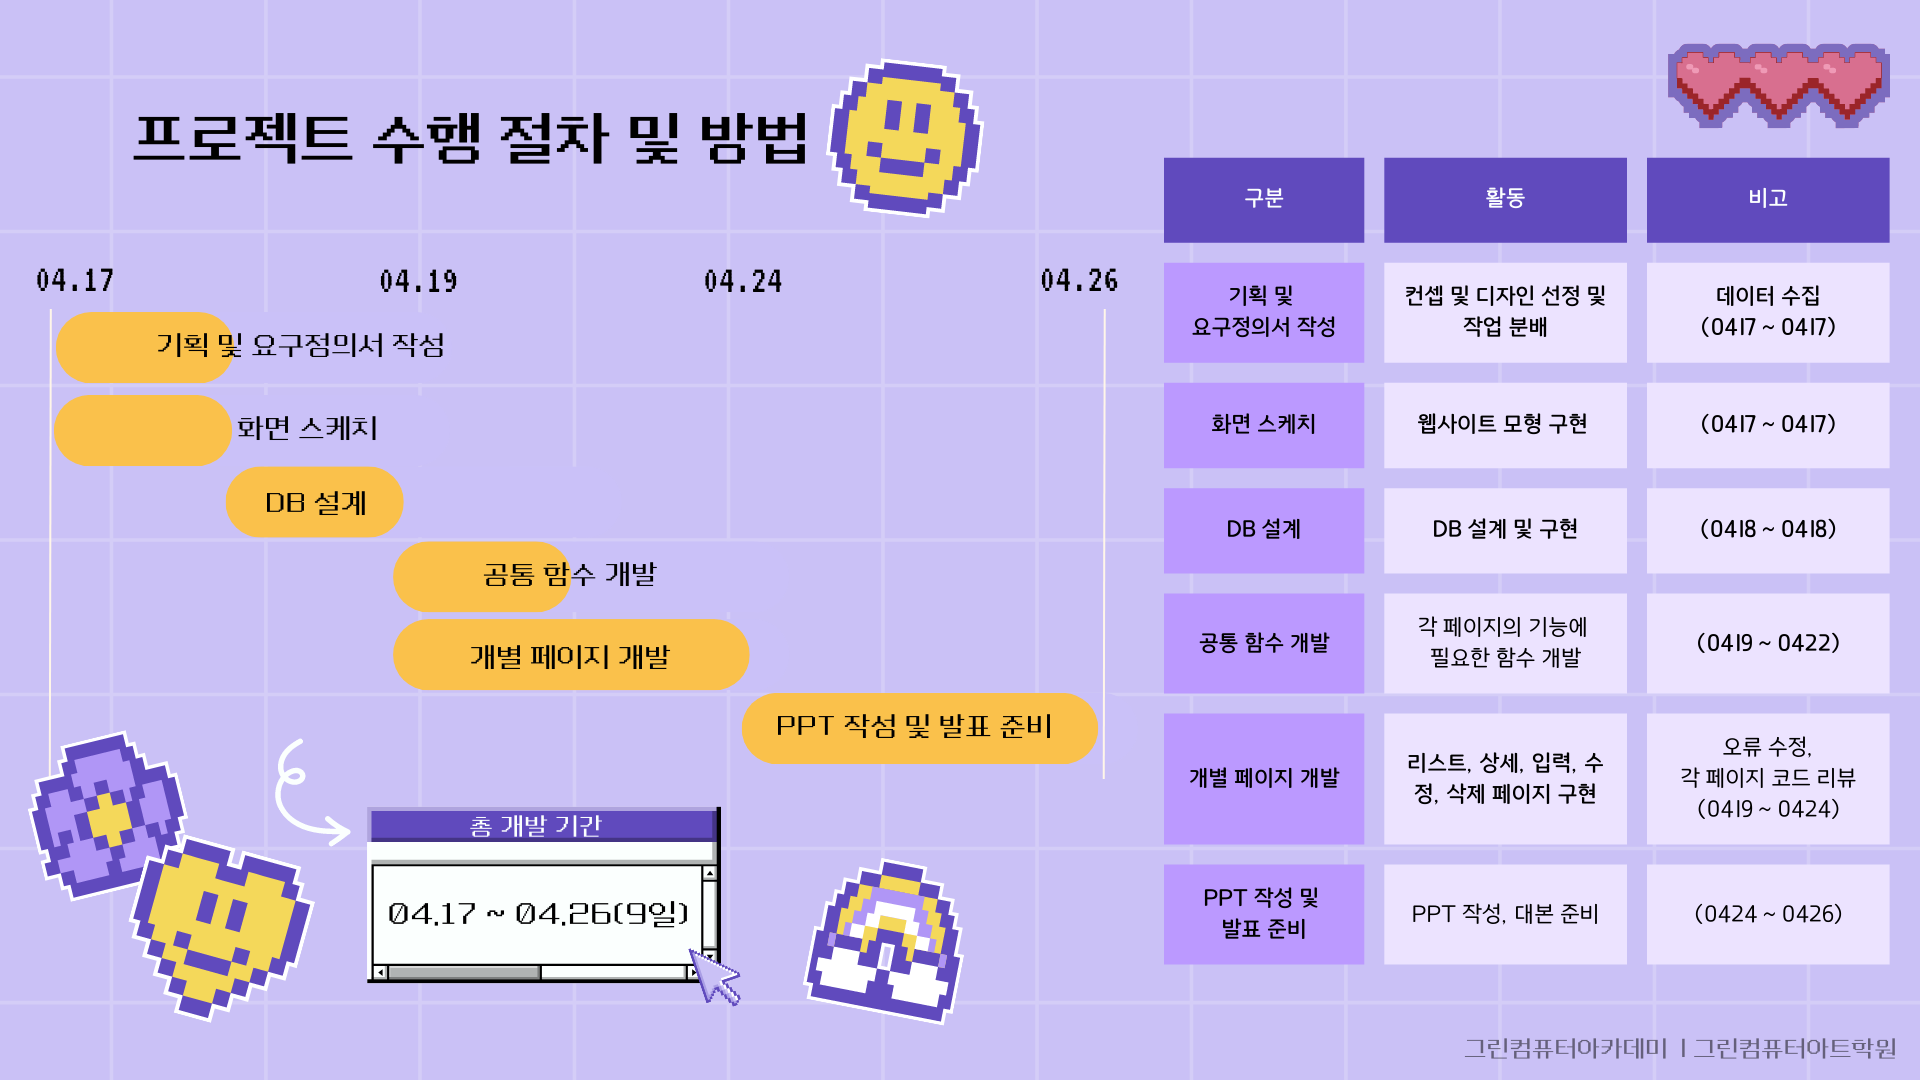 프로젝트 수행 절차 및 방법
04.17
04.19
04.24
04.26
기획 및 요구정의서 작성
화면 스케치
DB 설계
공통 함수 개발
개별 페이지 개발
PPT 작성 및 발표 준비
총 개발 기간
04.17 ~ 04.26(9일)
구분
활동
비고
기획 및
요구정의서 작성
컨셉 및 디자인 선정 및
작업 분배
데이터 수집
(0417 ~ 0417)
화면 스케치
웹사이트 모형 구현
(0417 ~ 0417)
DB 설계
DB 설계 및 구현
(0418 ~ 0418)
공통 함수 개발
각 페이지의 기능에
필요한 함수 개발
(0419 ~ 0422)
개별 페이지 개발
리스트, 상세, 입력, 수
정, 삭제 페이지 구현
오류 수정,
각 페이지 코드 리뷰
(0419 ~ 0424)
PPT 작성 및
발표 준비
PPT 작성, 대본 준비
(0424 ~ 0426)
그린컴퓨터아카데미 | 그린컴퓨터아트학원